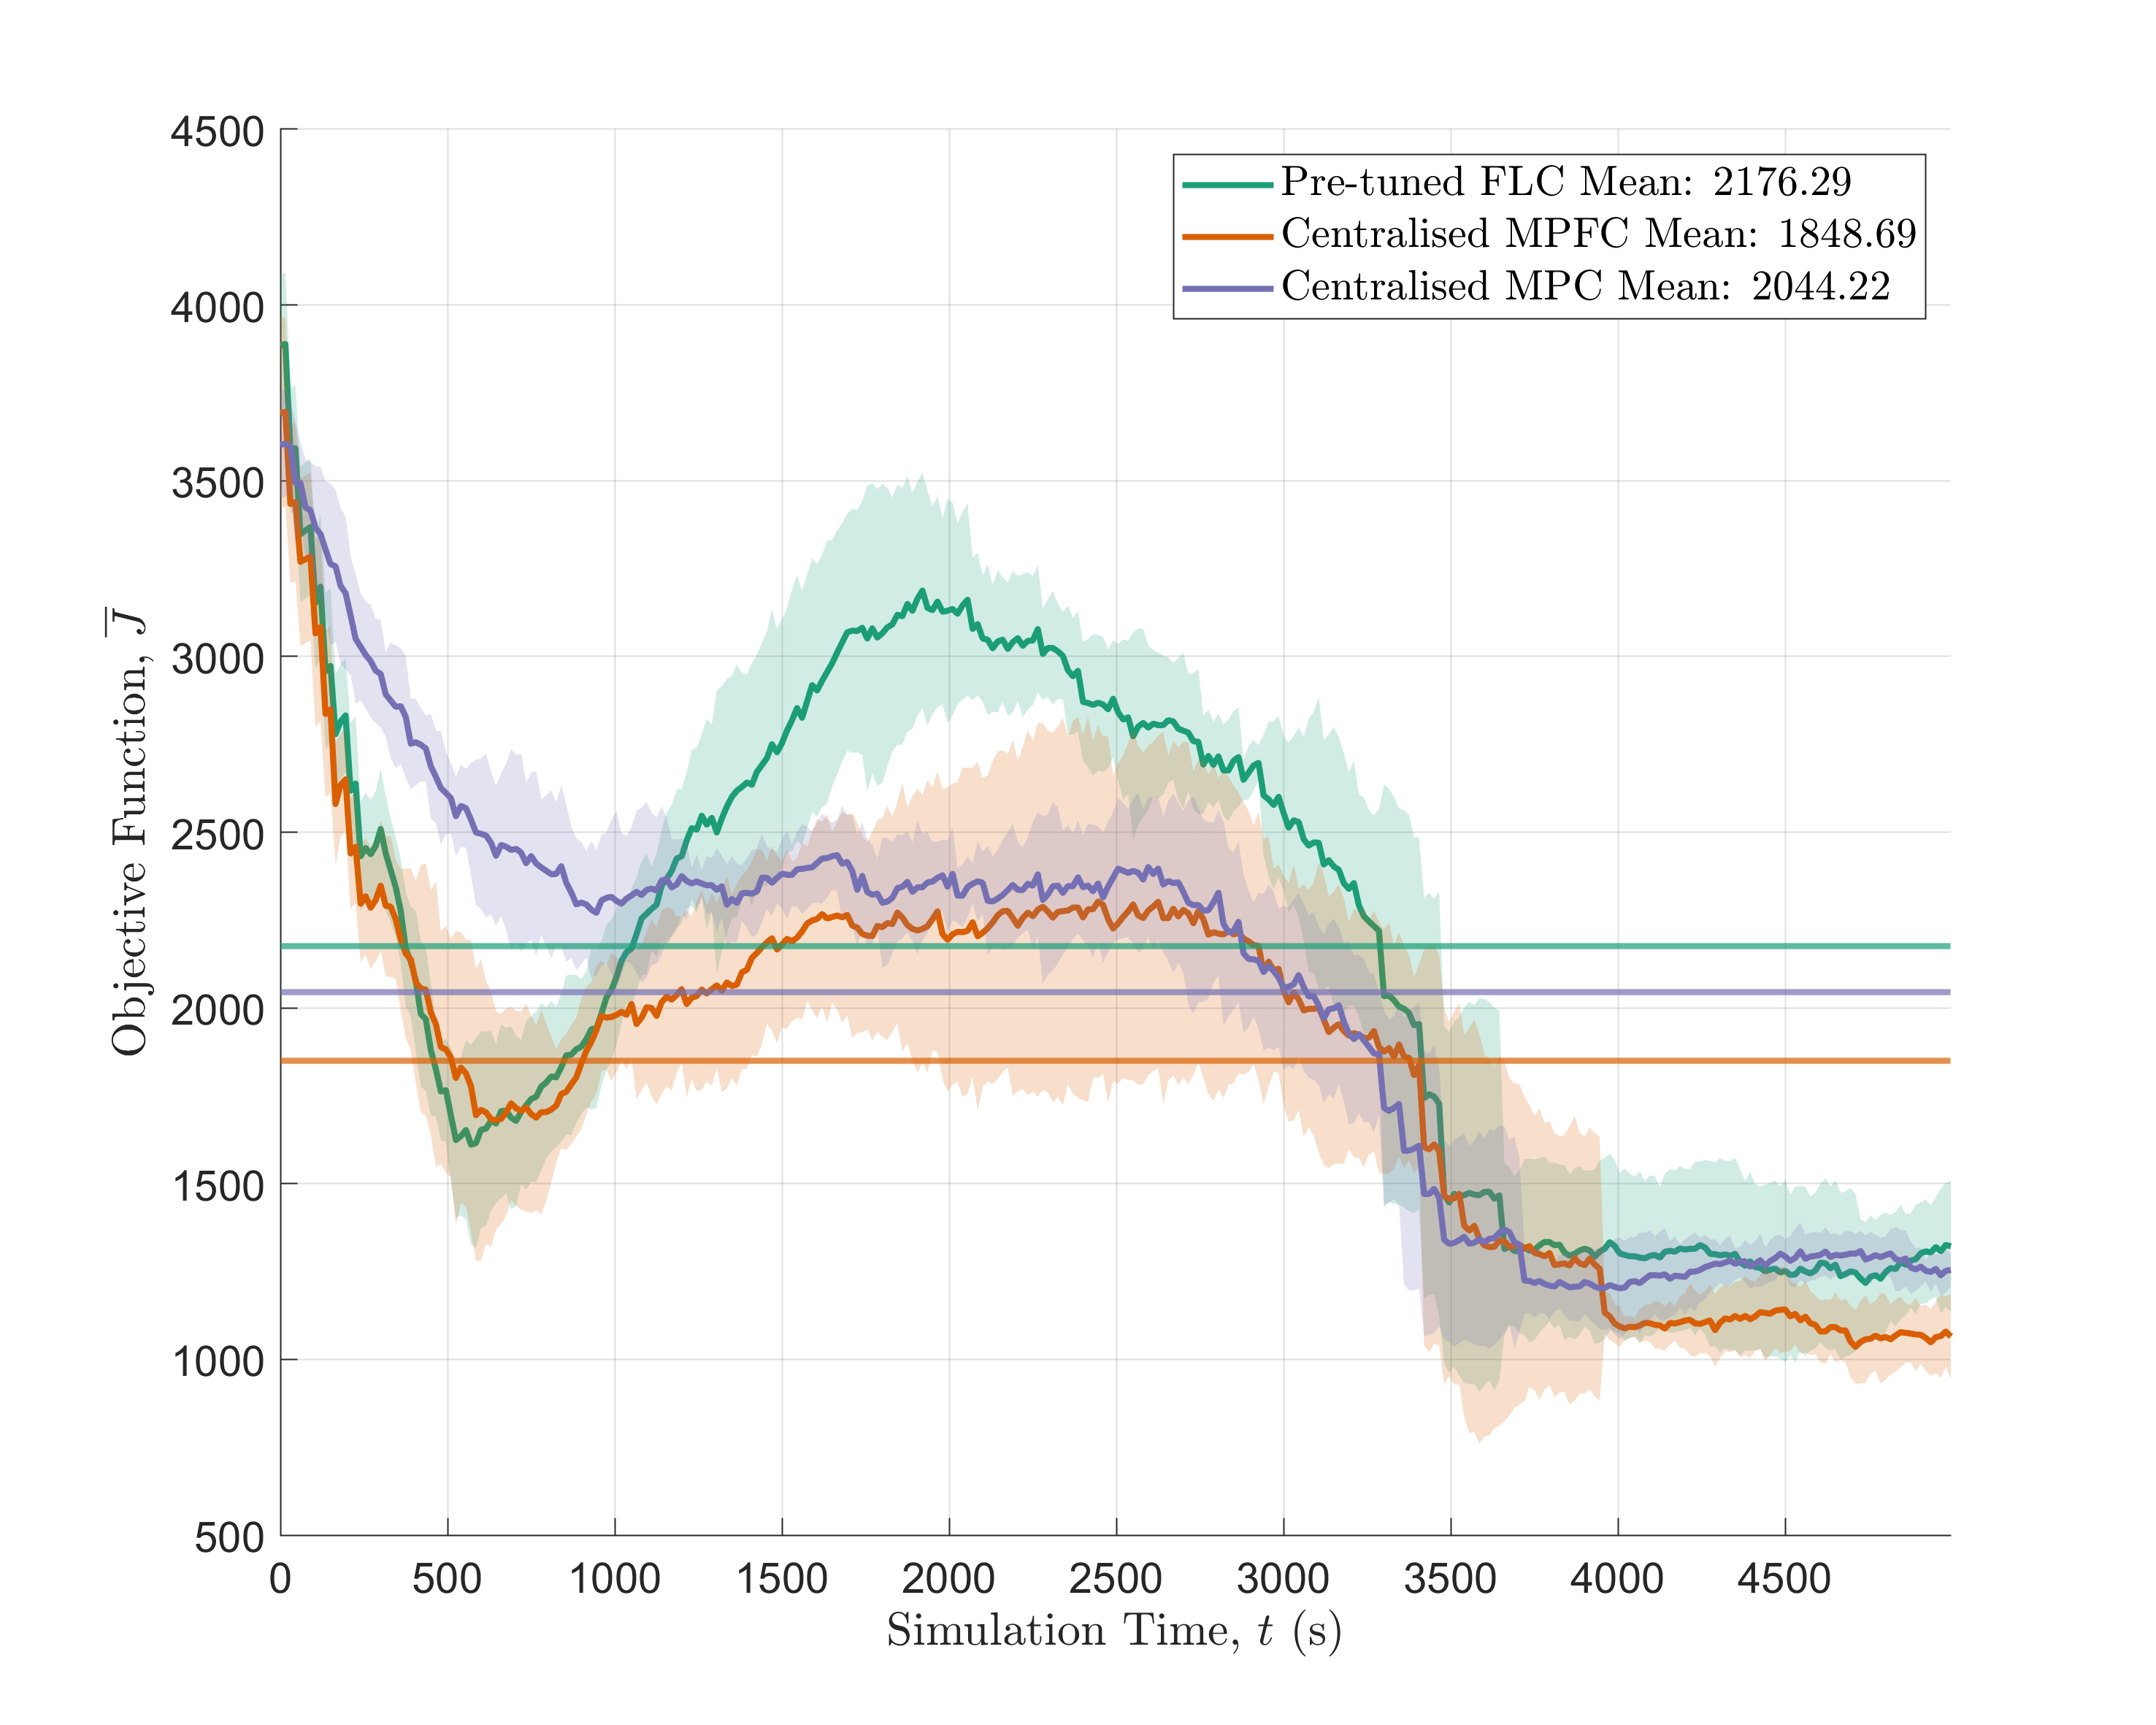 4500
4000
3500
3000
2500
2000
1500
1000
500
Objective Function, J̅
Pre-tuned FLC Mean: 2176.29
Centralised MPFC Mean: 1848.69
Centralised MPC Mean: 2044.22
0 500 1000 1500 2000 2500 3000 3500 4000 4500
Simulation Time, t (s)